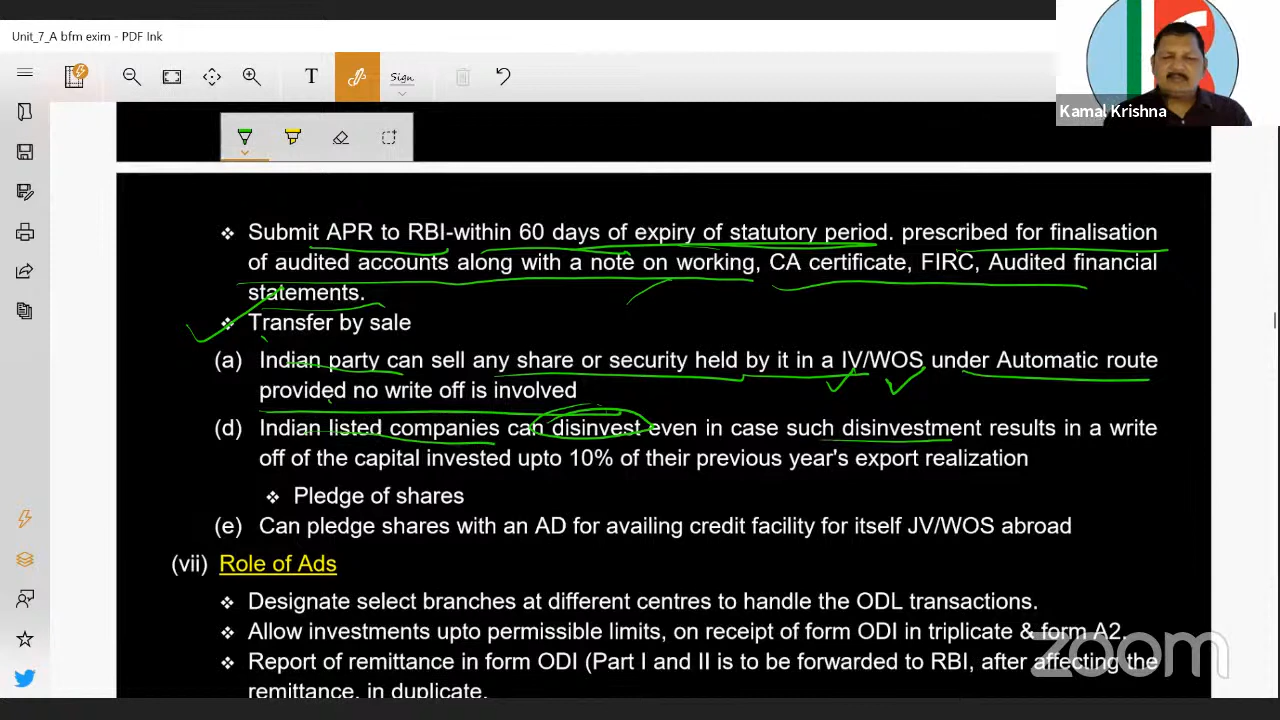 Unit_7_A bfm exim - PDF Ink
T
Sign
Kamal Krishna
❖ Submit APR to RBI-within 60 days of expiry of statutory period. prescribed for finalisation
of audited accounts along with a note on working, CA certificate, FIRC, Audited financial
statements.
❖ Transfer by sale
(a) Indian party can sell any share or security held by it in a IV/WOS under Automatic route
provided no write off is involved
(d) Indian listed companies can disinvest even in case such disinvestment results in a write
off of the capital invested upto 10% of their previous year's export realization
❖ Pledge of shares
(e) Can pledge shares with an AD for availing credit facility for itself JV/WOS abroad
(vii) Role of Ads
❖ Designate select branches at different centres to handle the ODL transactions.
❖ Allow investments upto permissible limits, on receipt of form ODI in triplicate & form A2.
❖ Report of remittance in form ODI (Part I and II is to be forwarded to RBI, after affecting the
remittance, in duplicate.
zoom